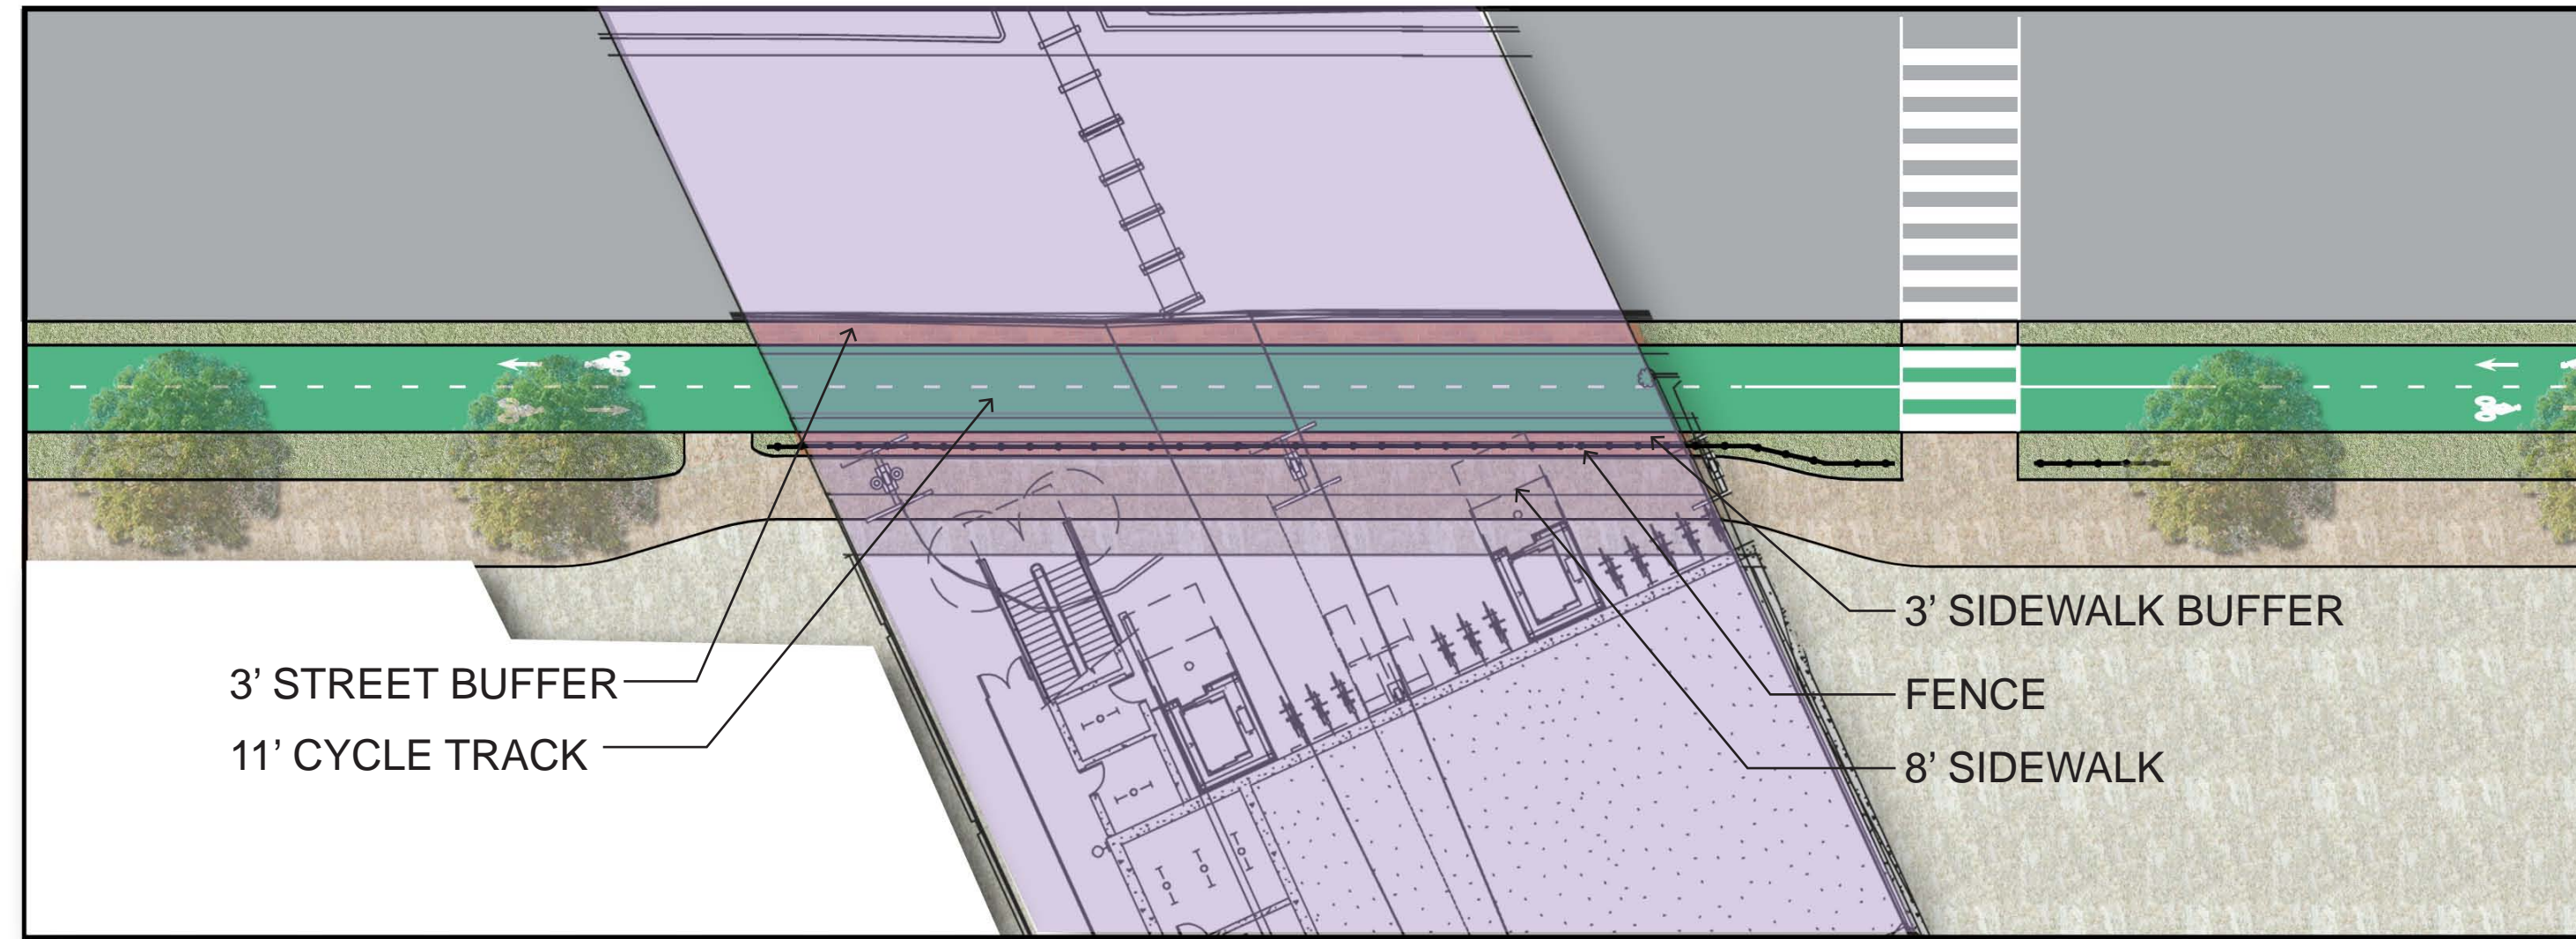 3’ STREET BUFFER
11’ CYCLE TRACK
3’ SIDEWALK BUFFER
FENCE
8’ SIDEWALK